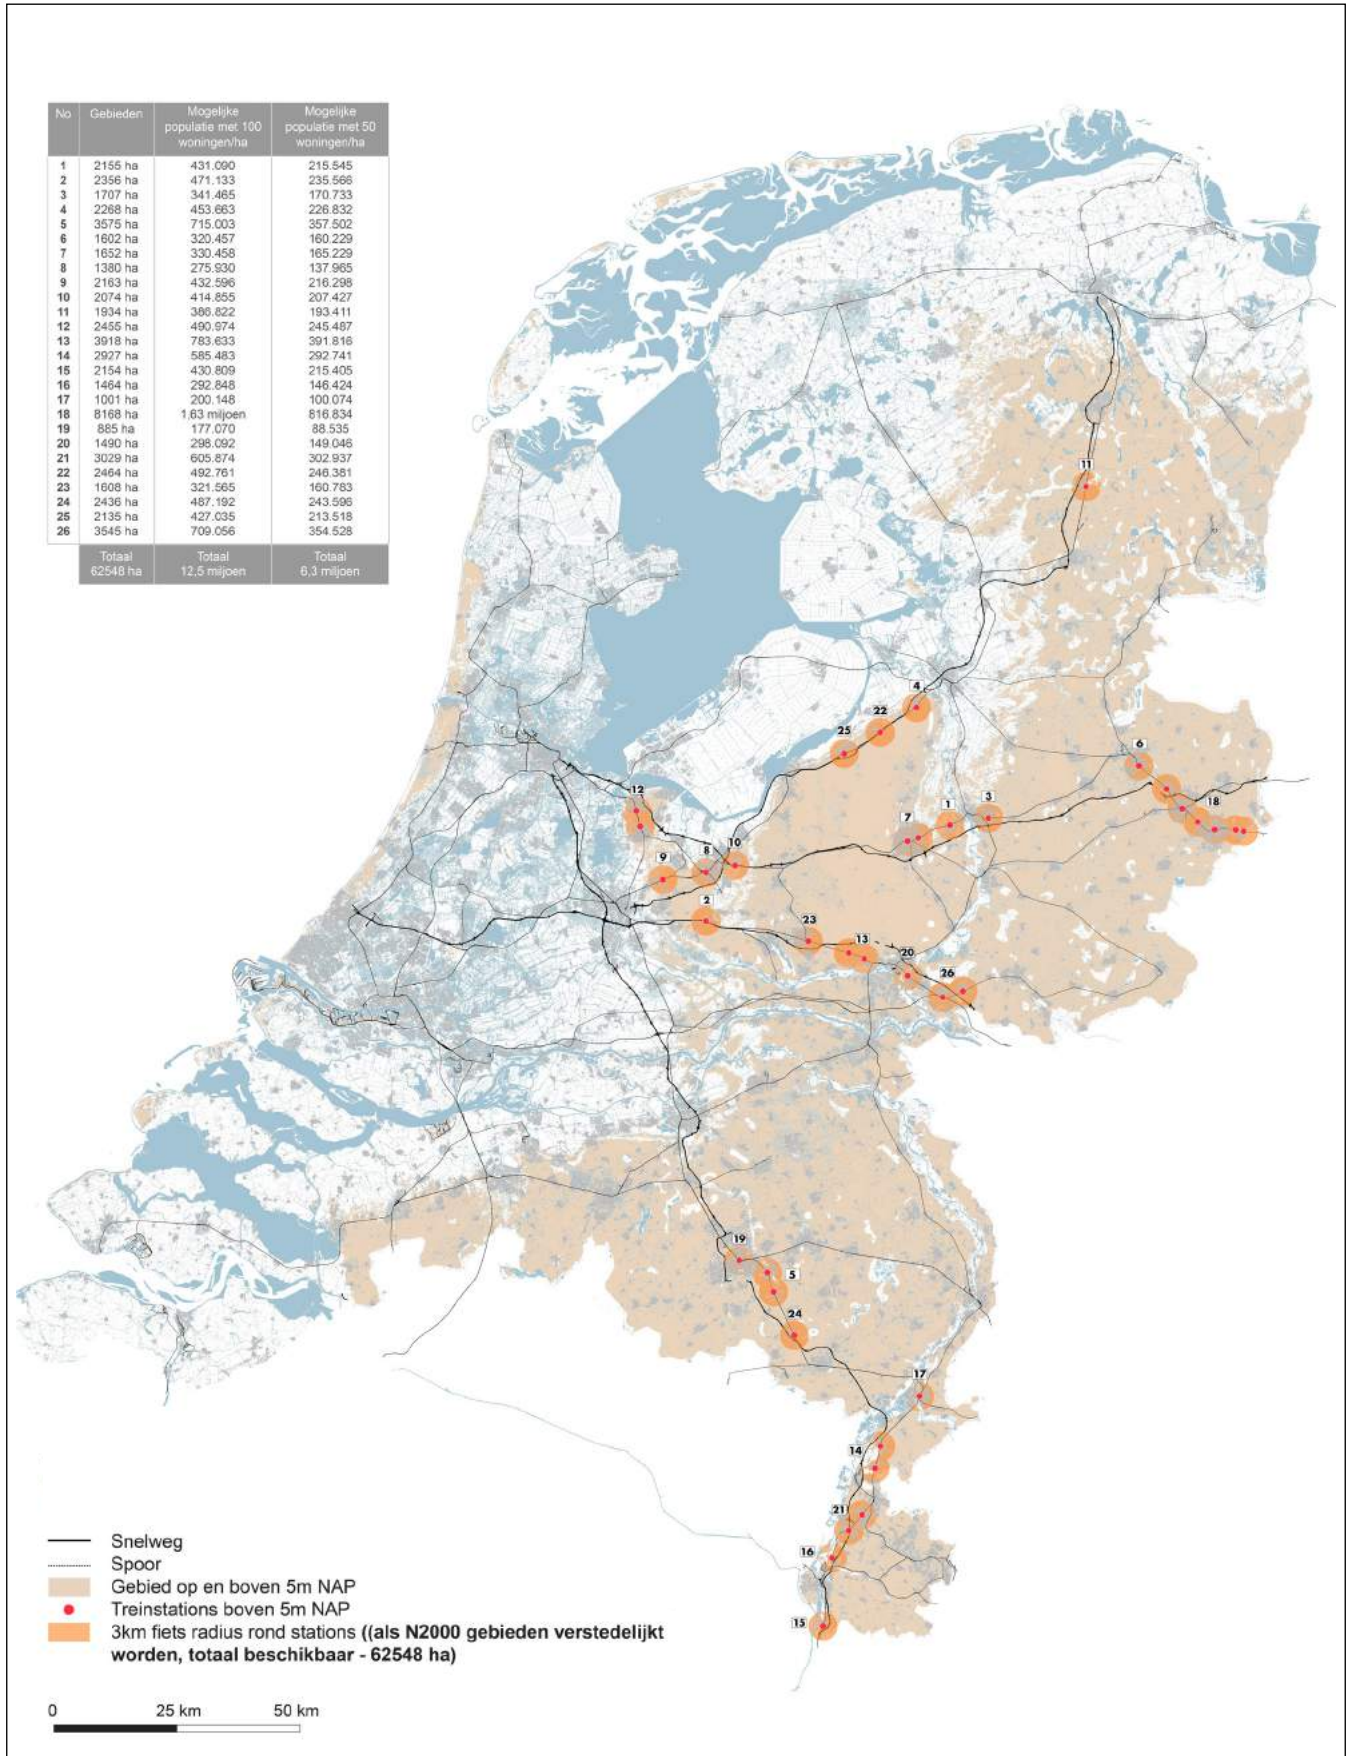 No Gebieden Mogelijke populatie met 100 woningen/ha Mogelijke populatie met 50 woningen/ha
1 2155 ha 431.090 215.545
2 2356 ha 471.133 235.566
3 1707 ha 341.465 170.733
4 2268 ha 453.663 226.832
5 3575 ha 715.003 357.502
6 1602 ha 320.457 160.229
7 1652 ha 330.458 165.229
8 1380 ha 275.930 137.965
9 2163 ha 432.596 216.298
10 2074 ha 414.855 207.427
11 1934 ha 386.822 193.411
12 2455 ha 490.974 245.487
13 3918 ha 783.633 391.816
14 2927 ha 585.483 292.741
15 2154 ha 430.809 215.405
16 1464 ha 292.848 146.424
17 1001 ha 200.148 100.074
18 8168 ha 1,63 miljoen 816.834
19 885 ha 177.070 88.535
20 1490 ha 298.092 149.046
21 3029 ha 605.874 302.937
22 2464 ha 492.761 246.381
23 1608 ha 321.565 160.783
24 2436 ha 487.192 243.596
25 2135 ha 427.035 213.518
26 3545 ha 709.056 354.528
Totaal Totaal Totaal
62548 ha 12,5 miljoen 6,3 miljoen
11
4
22
25
6
12
18
1
3
7
8
10
9
2
23
13
20
26
19
5
24
17
14
21
16
15
Snelweg
Spoor
Gebied op en boven 5m NAP
Treinstations boven 5m NAP
3km fiets radius rond stations ((als N2000 gebieden verstedelijkt
worden, totaal beschikbaar - 62548 ha)
0 25 km 50 km